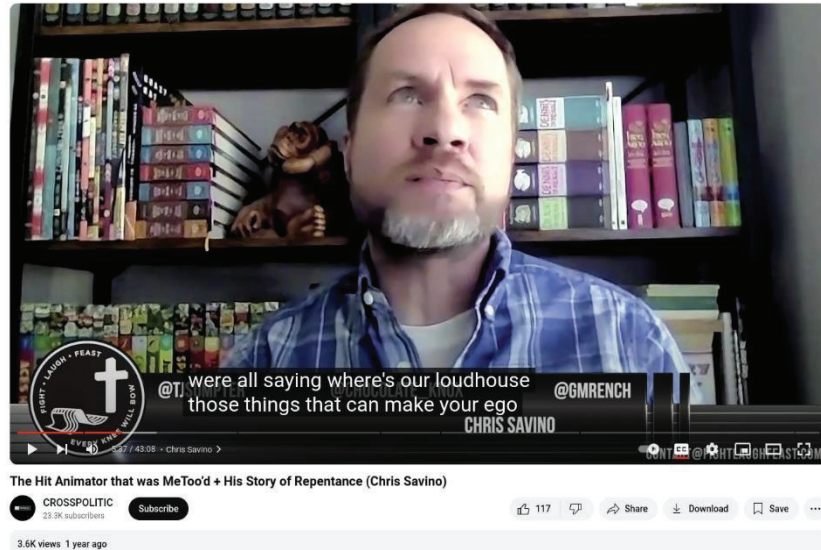 DENNIS
DENNIS
FIGHT • LAUGH • FEAST
EVERY KNEE WILL BOW
were all saying where's our loudhouse
those things that can make your ego
@GMRENCH
CHRIS SAVINO
5:37 / 43:08 • Chris Savino >
The Hit Animator that was MeToo'd + His Story of Repentance (Chris Savino)
CROSSPOLITIC
23.3K subscribers
Subscribe
117
Share
Download
Save
...
3.6K views 1 year ago